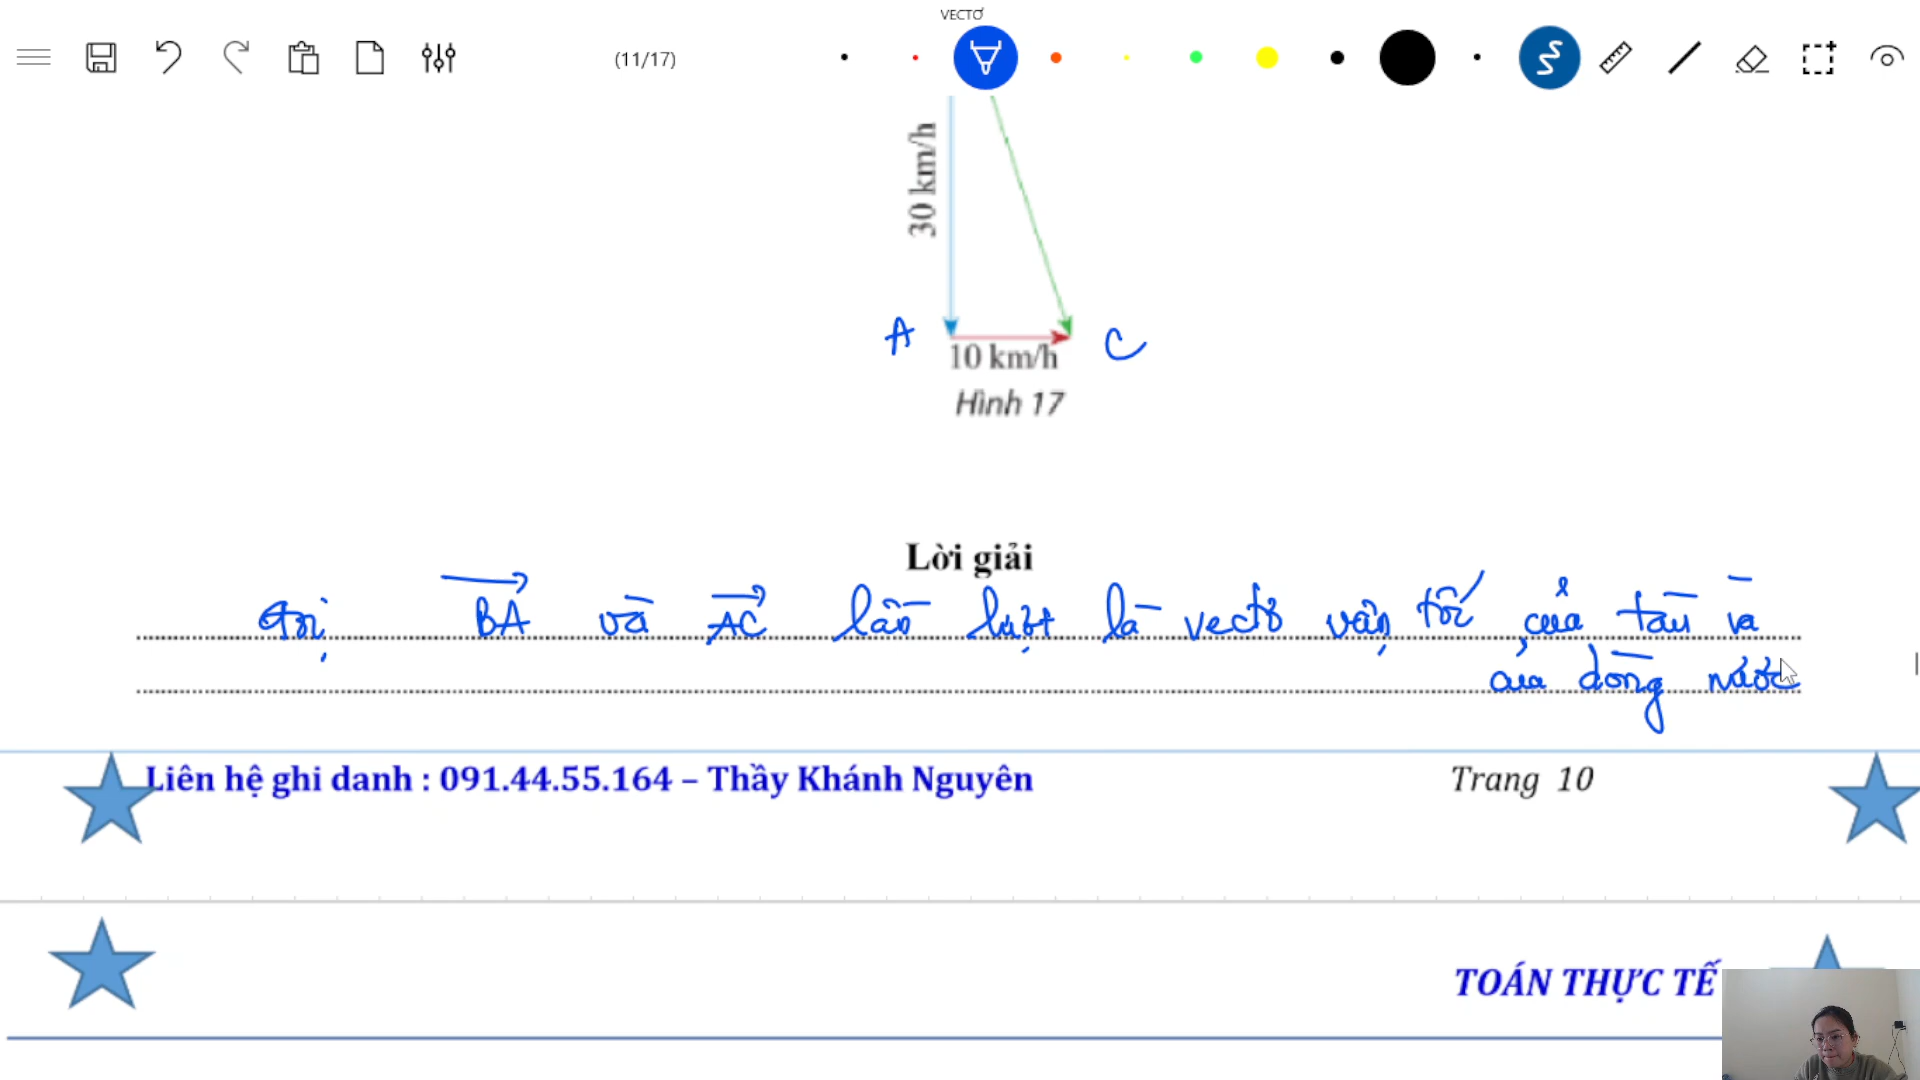 VECTƠ
(11/17)
30 km/h
A
C
10 km/h
Hình 17
Lời giải
Gọi BA và AC lần lượt là vectơ vận tốc của tàu và
của dòng nước
Liên hệ ghi danh : 091.44.55.164 – Thầy Khánh Nguyên
Trang 10
TOÁN THỰC TẾ